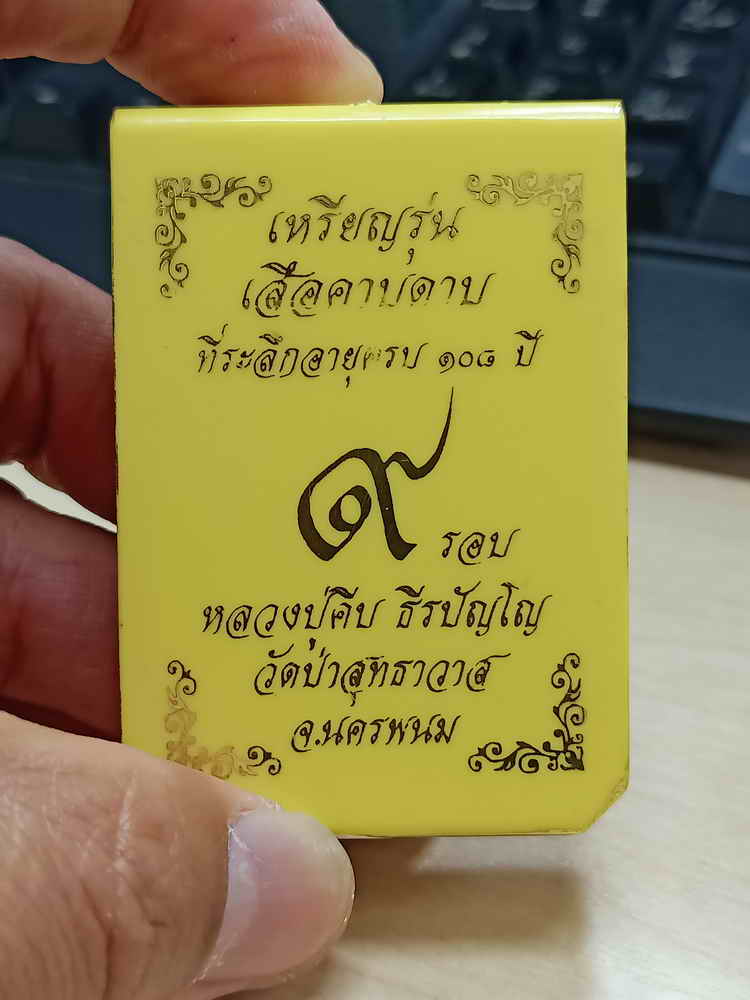 เหรียญรุ่น
เสือคาบดาบ
ที่ระลึกอายุครบ ๑๐๘ ปี
๙ รอบ
หลวงปู่คืบ ธีรปัญโญ
วัดป่าสุทธาวาส
จ.นครพนม